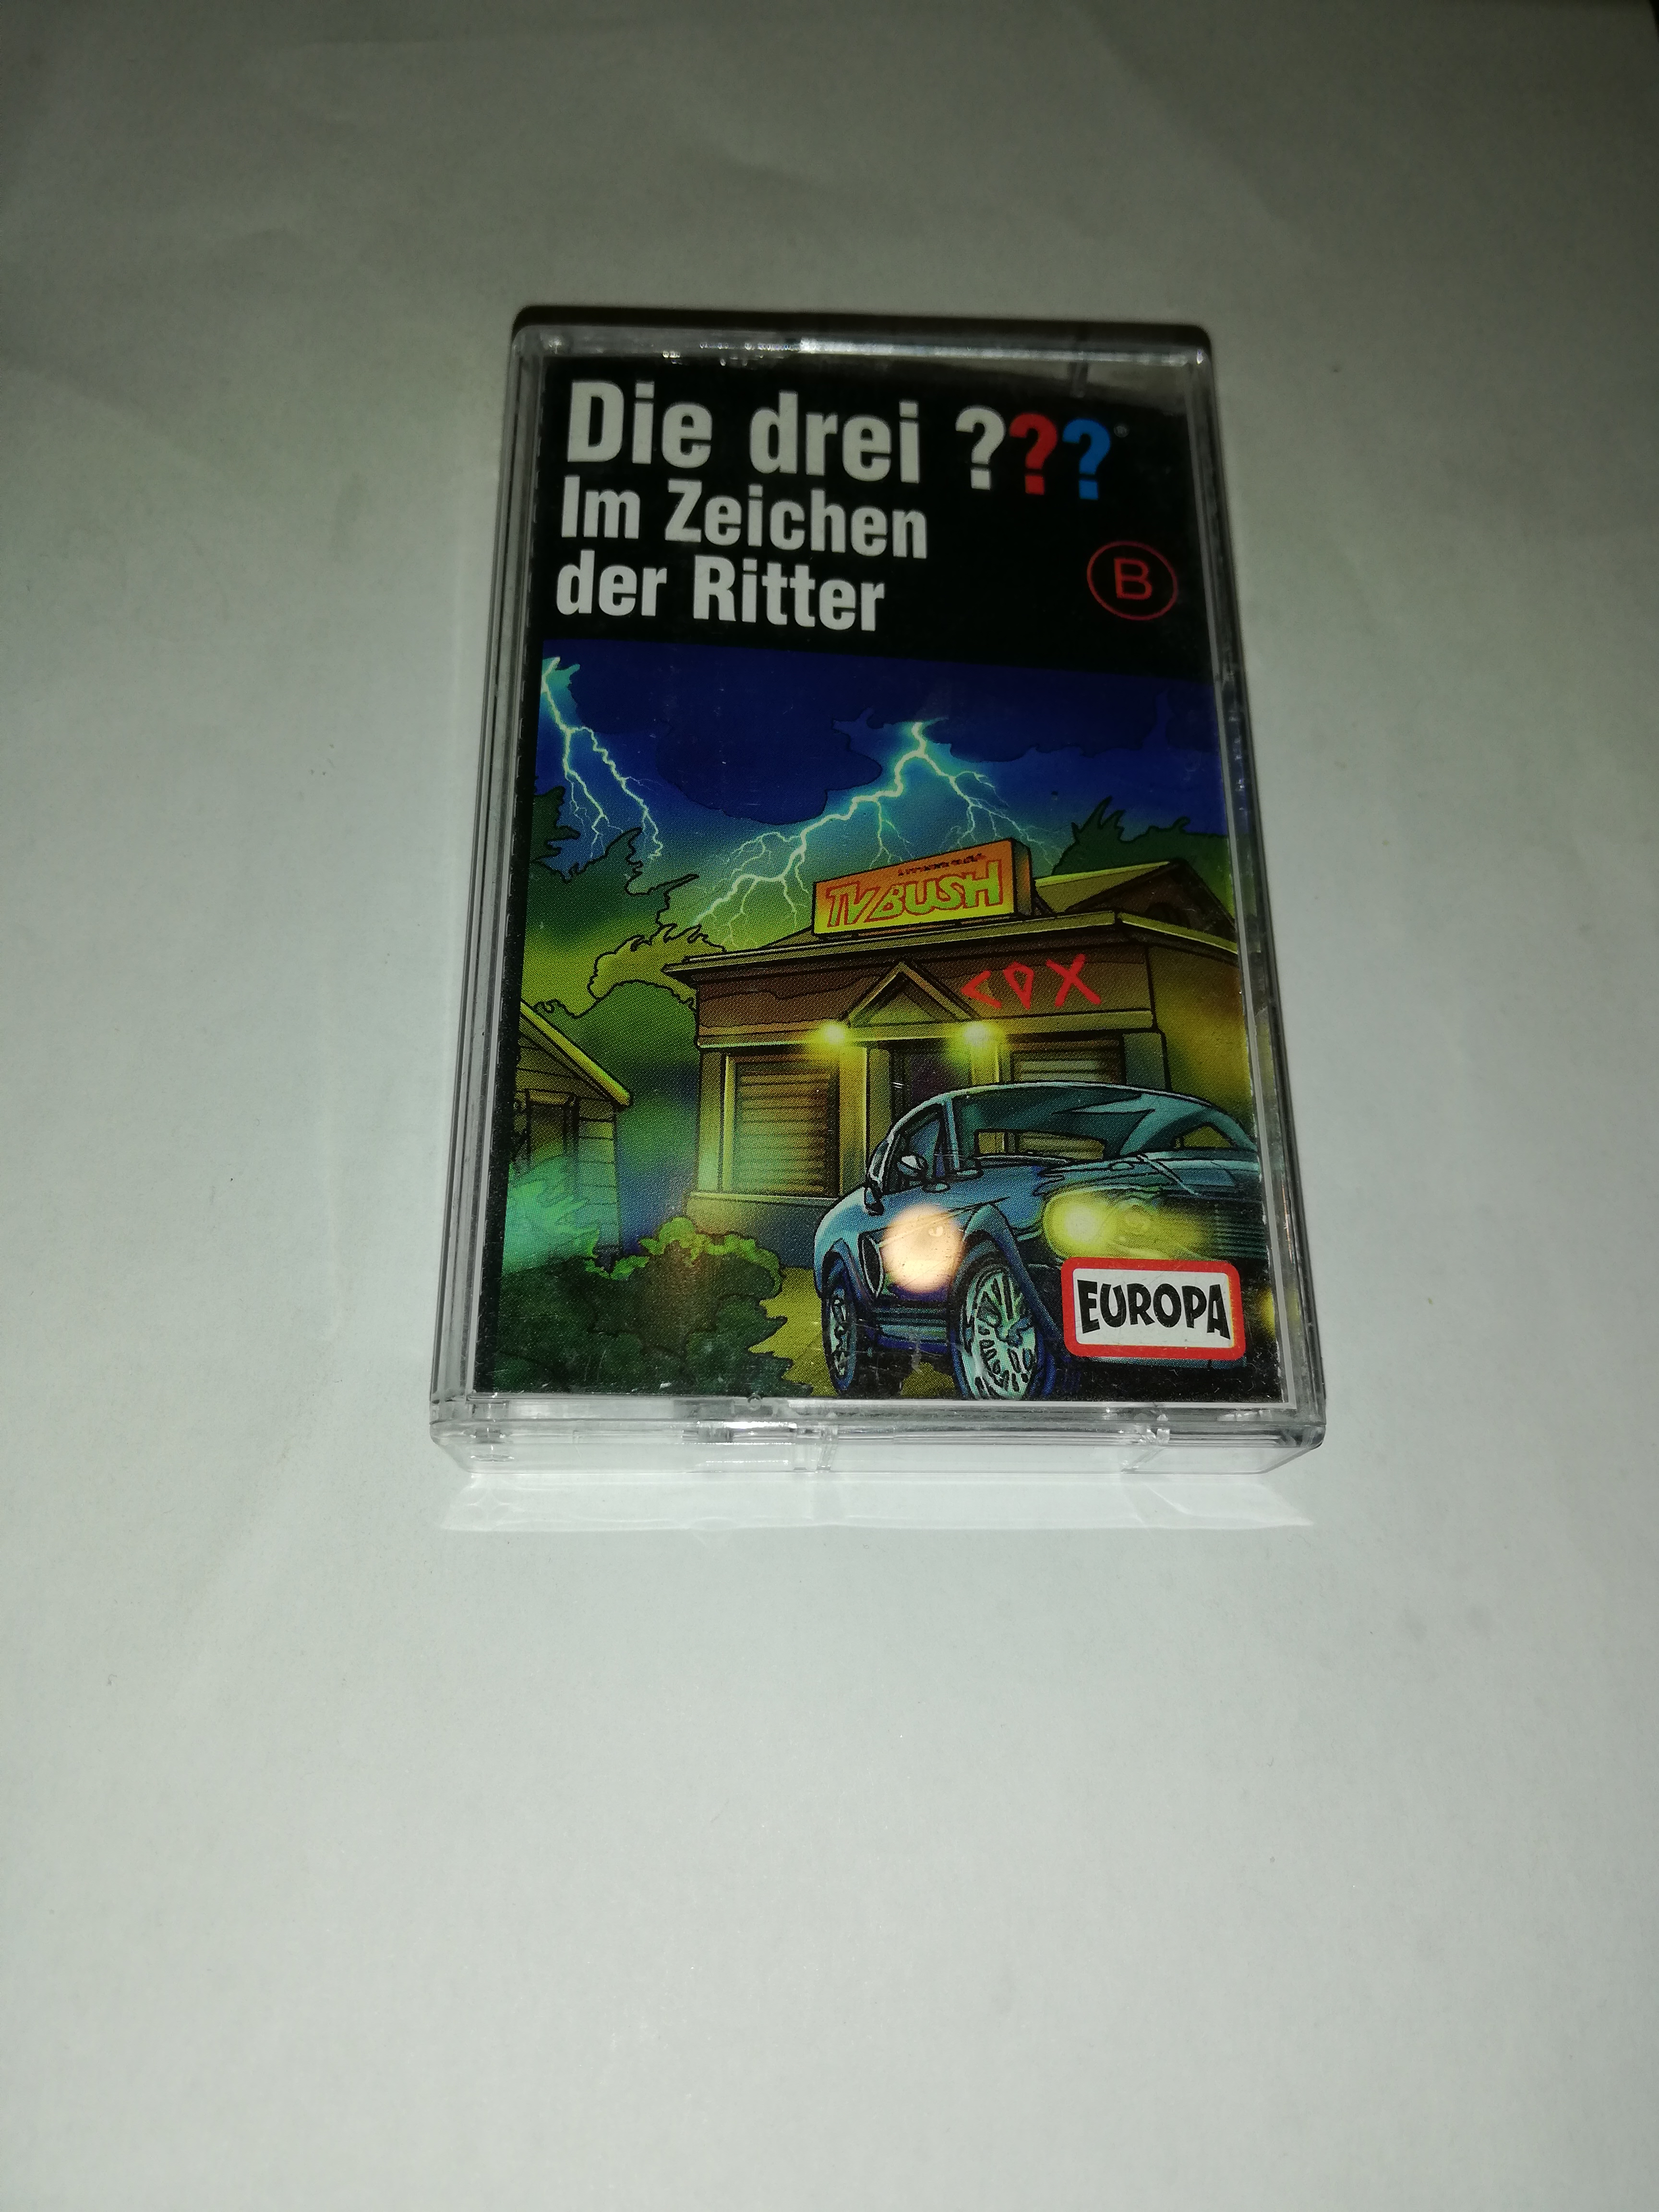 Die drei ???®
Im Zeichen
der Ritter
B
TV BUSH
EUROPA